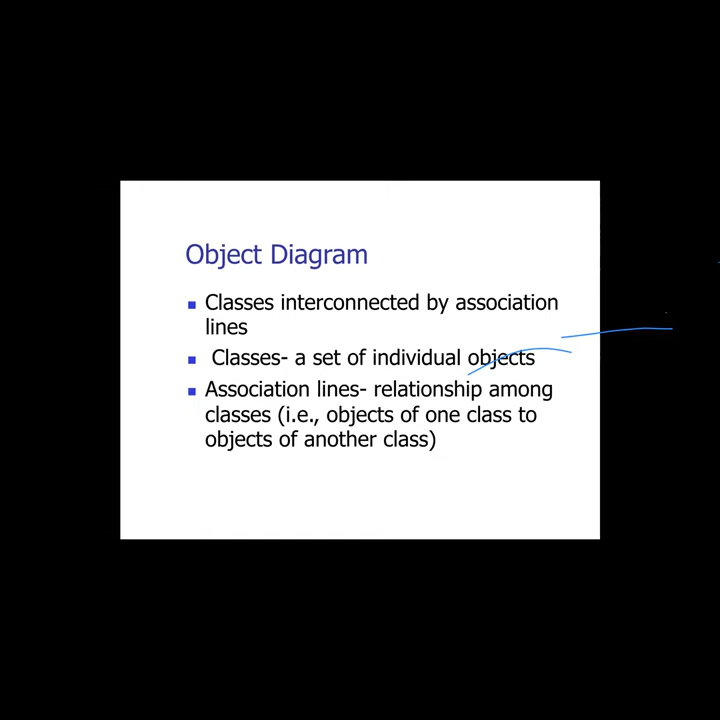 Object Diagram
Classes interconnected by association
lines
Classes- a set of individual objects
Association lines- relationship among
classes (i.e., objects of one class to
objects of another class)